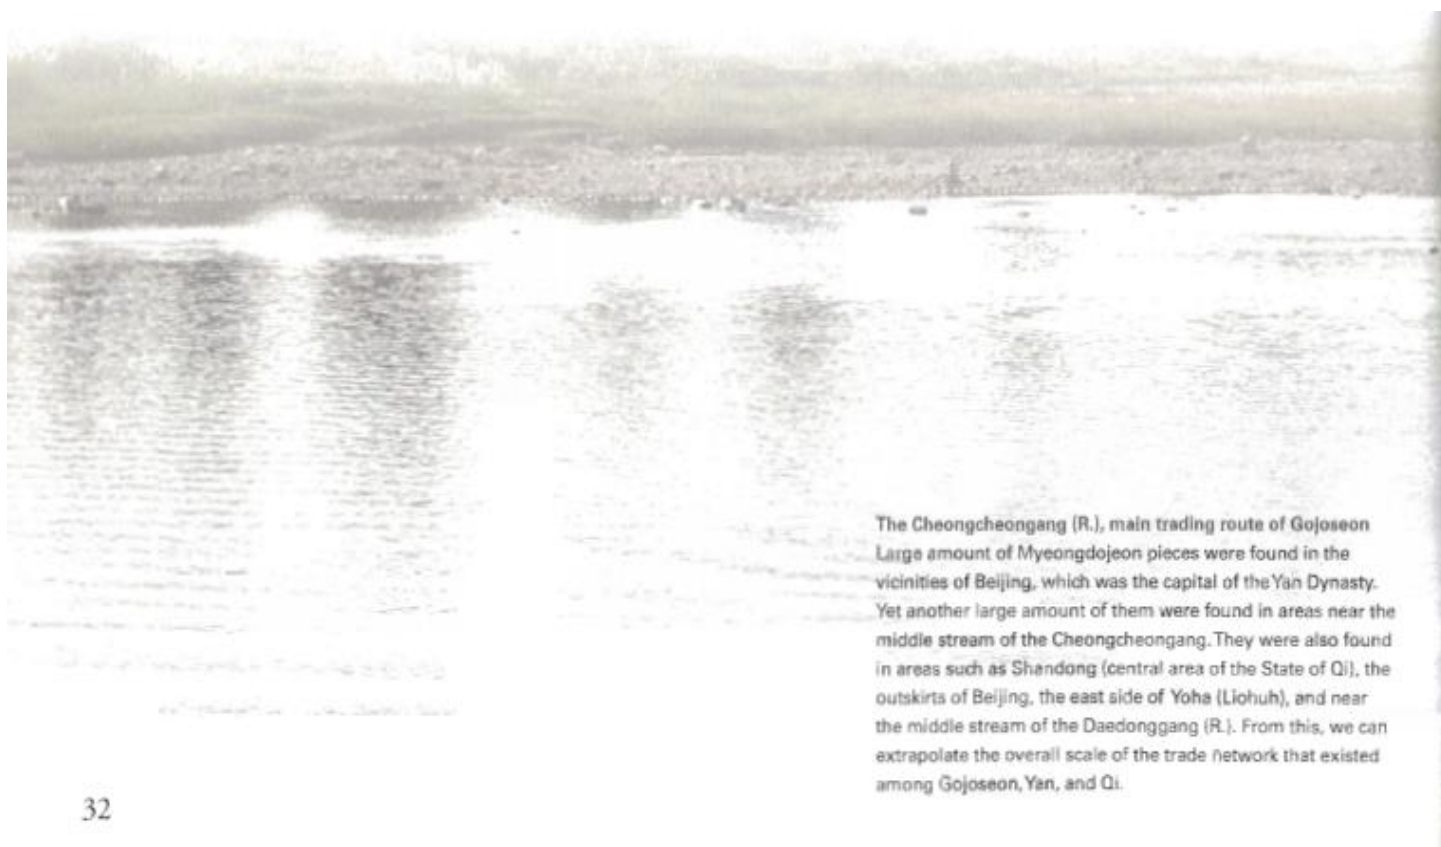 The Cheongcheongang (R.), main trading route of Gojoseon
Large amount of Myeongdojeon pieces were found in the
vicinities of Beijing, which was the capital of the Yan Dynasty.
Yet another large amount of them were found in areas near the
middle stream of the Cheongcheongang. They were also found
in areas such as Shandong (central area of the State of Qi), the
outskirts of Beijing, the east side of Yoha (Liohuh), and near
the middle stream of the Daedonggang (R.). From this, we can
extrapolate the overall scale of the trade network that existed
among Gojoseon, Yan, and Qi.
32